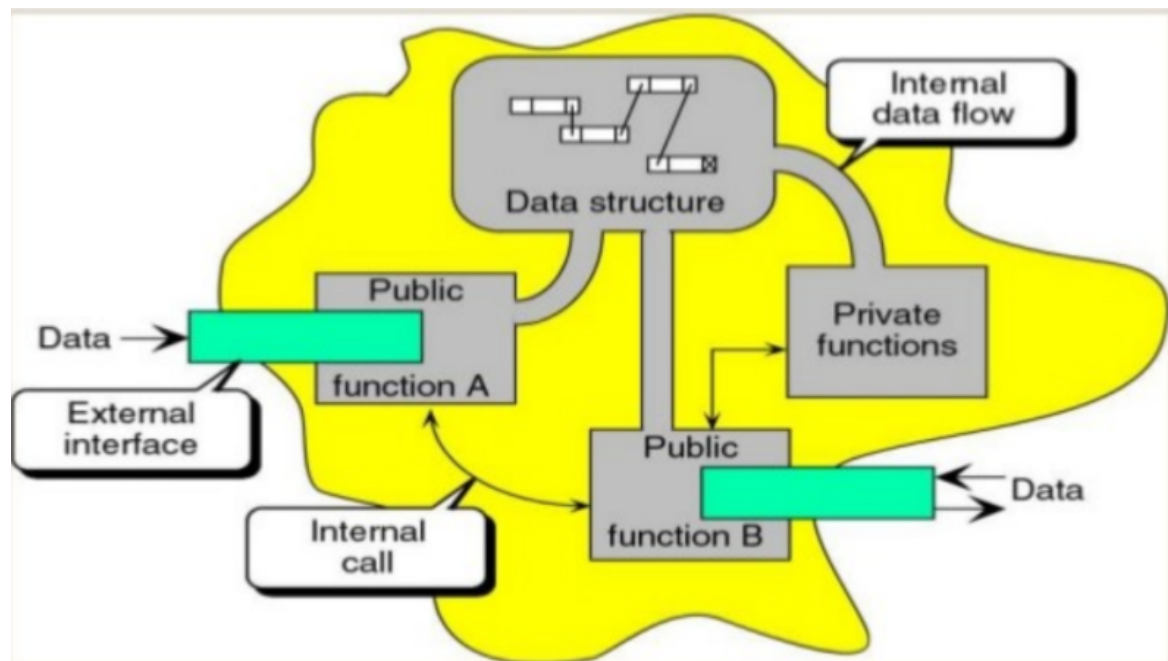 Internal
data flow
Data structure
Public
function A
Data
External
interface
Private
functions
Public
function B
Data
Internal
call